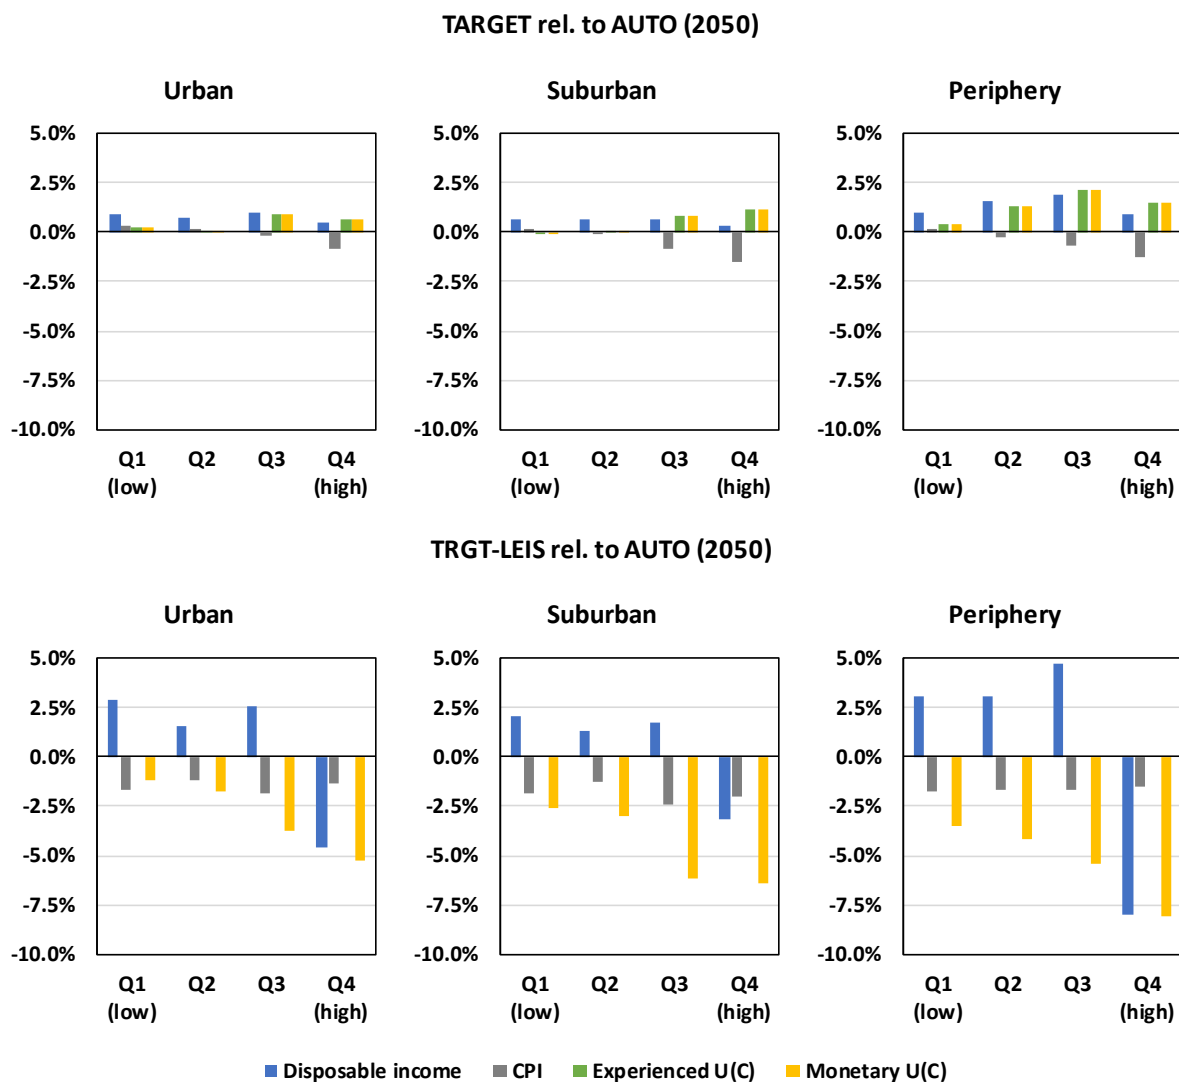 TARGET rel. to AUTO (2050)
Urban
5.0%
2.5%
0.0%
-2.5%
-5.0%
-7.5%
-10.0%
Q1 Q2 Q3 Q4
(low) (high)
Suburban
5.0%
2.5%
0.0%
-2.5%
-5.0%
-7.5%
-10.0%
Q1 Q2 Q3 Q4
(low) (high)
Periphery
5.0%
2.5%
0.0%
-2.5%
-5.0%
-7.5%
-10.0%
Q1 Q2 Q3 Q4
(low) (high)
TRGT-LEIS rel. to AUTO (2050)
Urban
5.0%
2.5%
0.0%
-2.5%
-5.0%
-7.5%
-10.0%
Q1 Q2 Q3 Q4
(low) (high)
Suburban
5.0%
2.5%
0.0%
-2.5%
-5.0%
-7.5%
-10.0%
Q1 Q2 Q3 Q4
(low) (high)
Periphery
5.0%
2.5%
0.0%
-2.5%
-5.0%
-7.5%
-10.0%
Q1 Q2 Q3 Q4
(low) (high)
Disposable income CPI Experienced U(C) Monetary U(C)